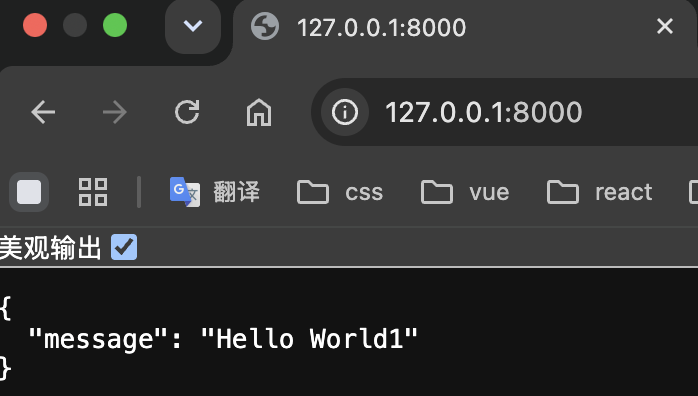 127.0.0.1:8000
127.0.0.1:8000
翻译 css vue react
美观输出
{
"message": "Hello World1"
}